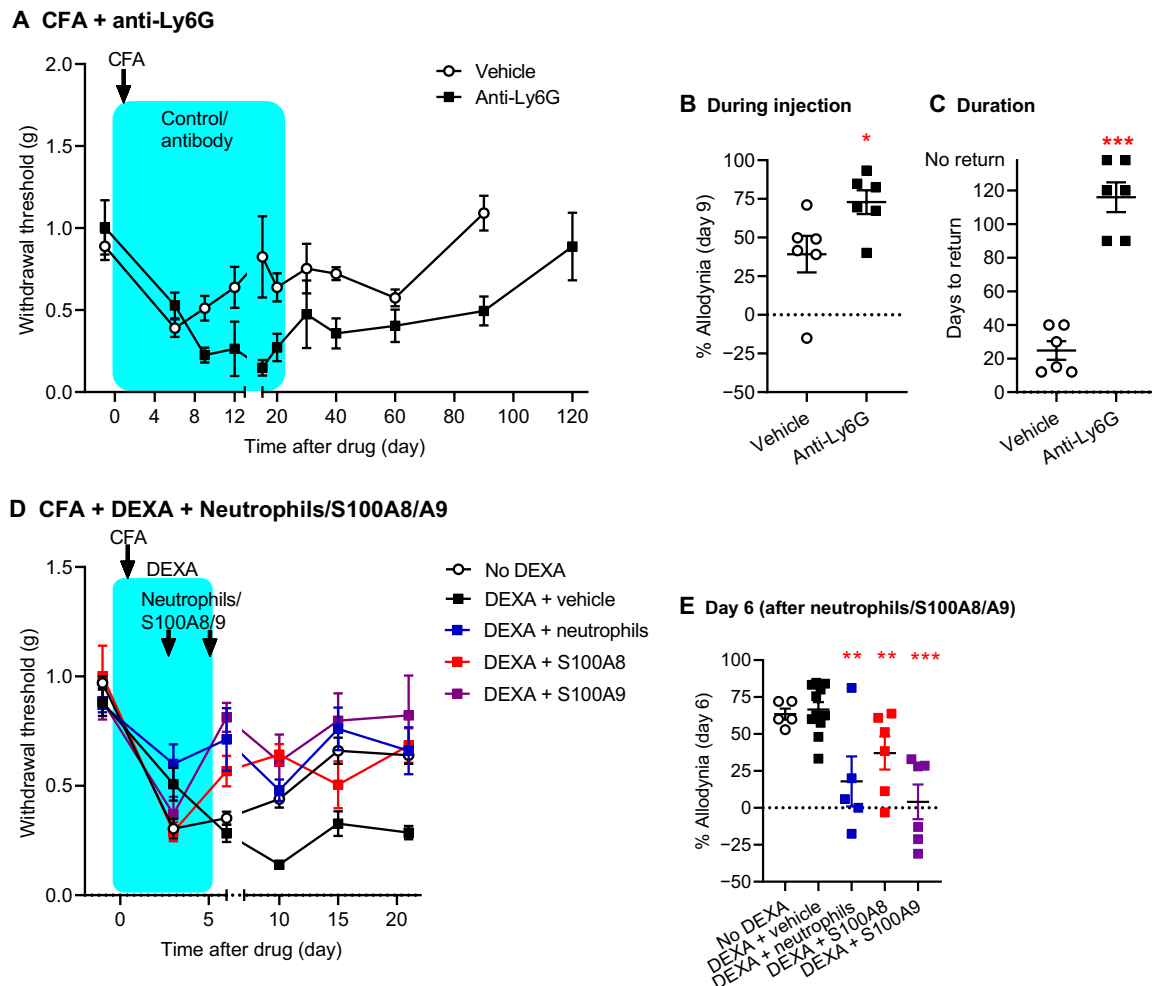 A CFA + anti-Ly6G
CFA
2.0
1.5
1.0
0.5
0.0
Withdrawal threshold (g)
Control/
antibody
Vehicle
Anti-Ly6G
0 4 8 12 20 40 60 80 100 120
Time after drug (day)
B During injection
*
100
75
50
25
0
−25
−50
% Allodynia (day 9)
Vehicle
Anti-Ly6G
C Duration
***
No return
120
100
80
60
40
20
0
Days to return
Vehicle
Anti-Ly6G
D CFA + DEXA + Neutrophils/S100A8/A9
CFA
DEXA
Neutrophils/
S100A8/9
1.5
1.0
0.5
0.0
Withdrawal threshold (g)
No DEXA
DEXA + vehicle
DEXA + neutrophils
DEXA + S100A8
DEXA + S100A9
0 5 10 15 20
Time after drug (day)
E Day 6 (after neutrophils/S100A8/A9)
** ** ***
100
75
50
25
0
−25
−50
% Allodynia (day 6)
No DEXA
DEXA + vehicle
DEXA + neutrophils
DEXA + S100A8
DEXA + S100A9